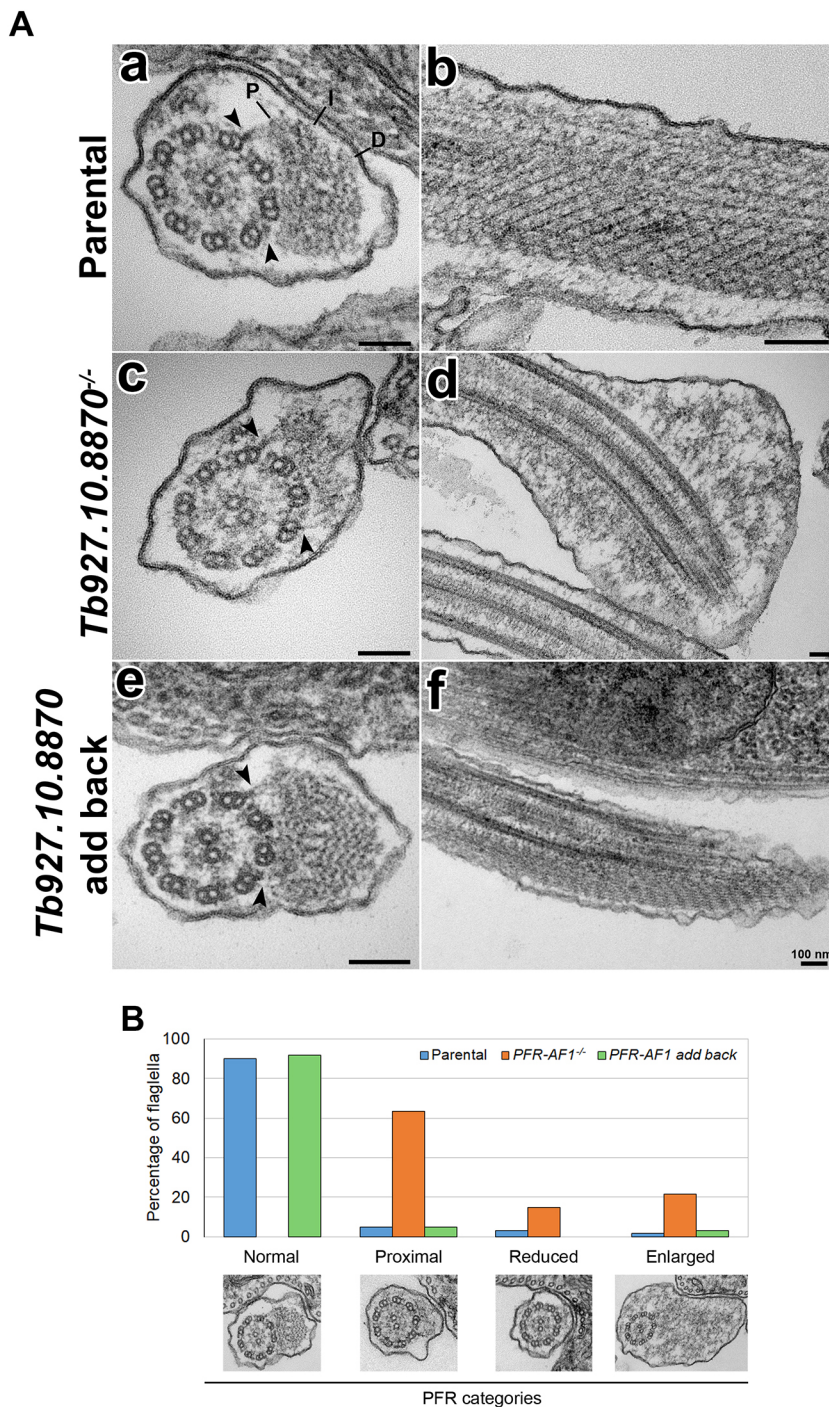 A
Parental
a
P
I
D
b
Tb927.10.8870-/-
c
d
Tb927.10.8870
add back
e
f
100 nm
B
Percentage of flaglella
100
80
60
40
20
0
Parental PFR-AF1-/- PFR-AF1 add back
Normal Proximal Reduced Enlarged
PFR categories